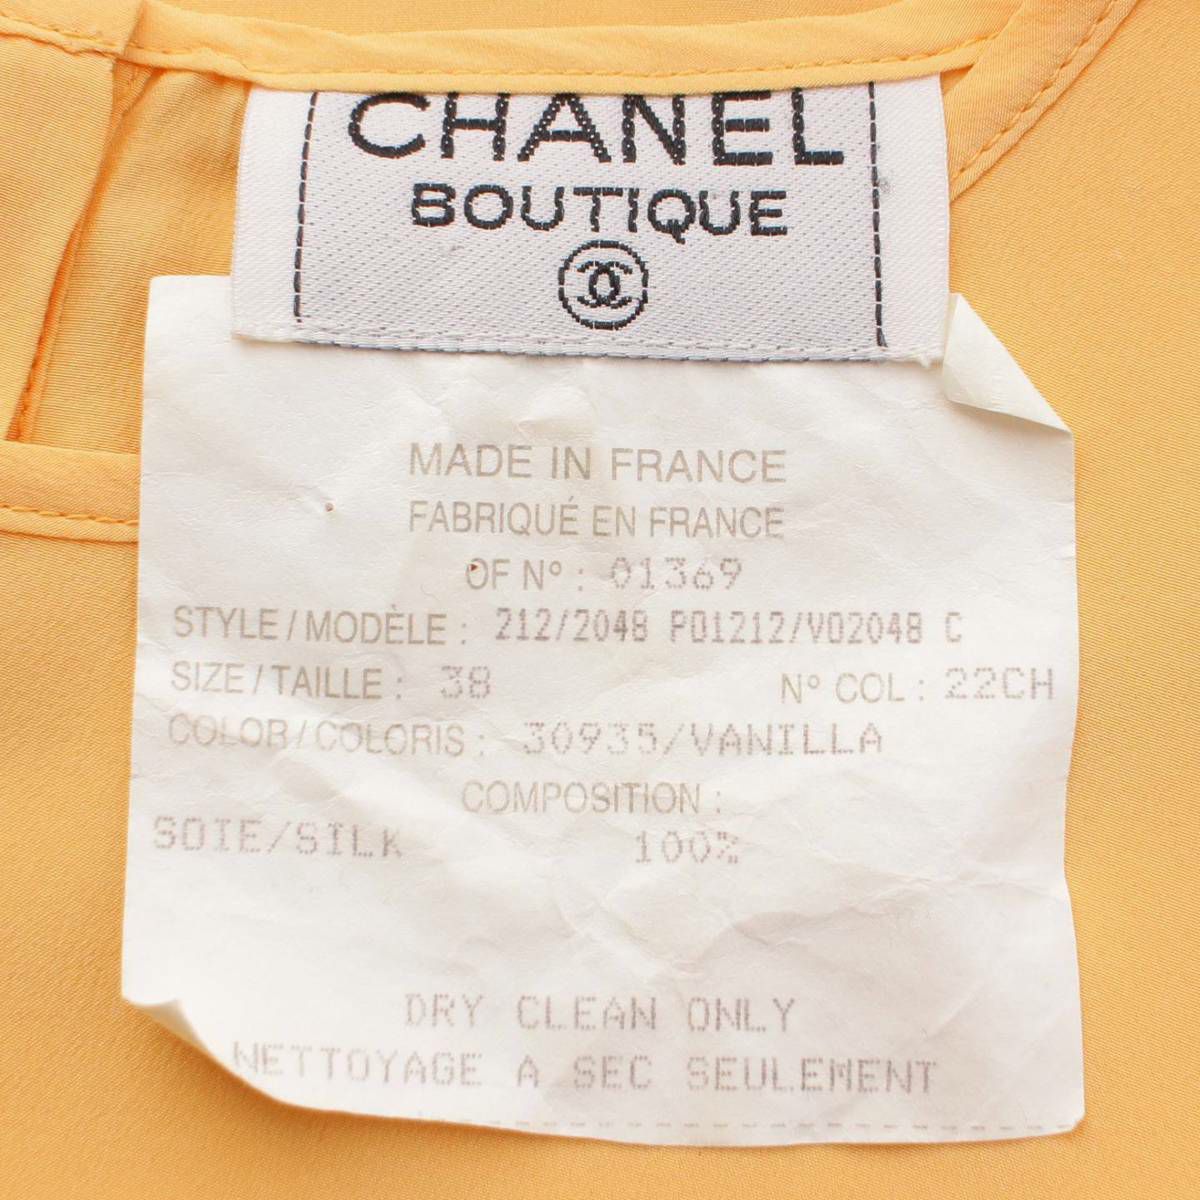 CHANEL
BOUTIQUE
MADE IN FRANCE
FABRIQUÉ EN FRANCE
OF N° : 01369
STYLE / MODÈLE : 212/2048 P01212/V02048 C
SIZE / TAILLE : 38 N° COL : 22CH
COLOR / COLORIS : 30935/VANILLA
COMPOSITION :
SOIE/SILK 100%
DRY CLEAN ONLY
NETTOYAGE A SEC SEULEMENT